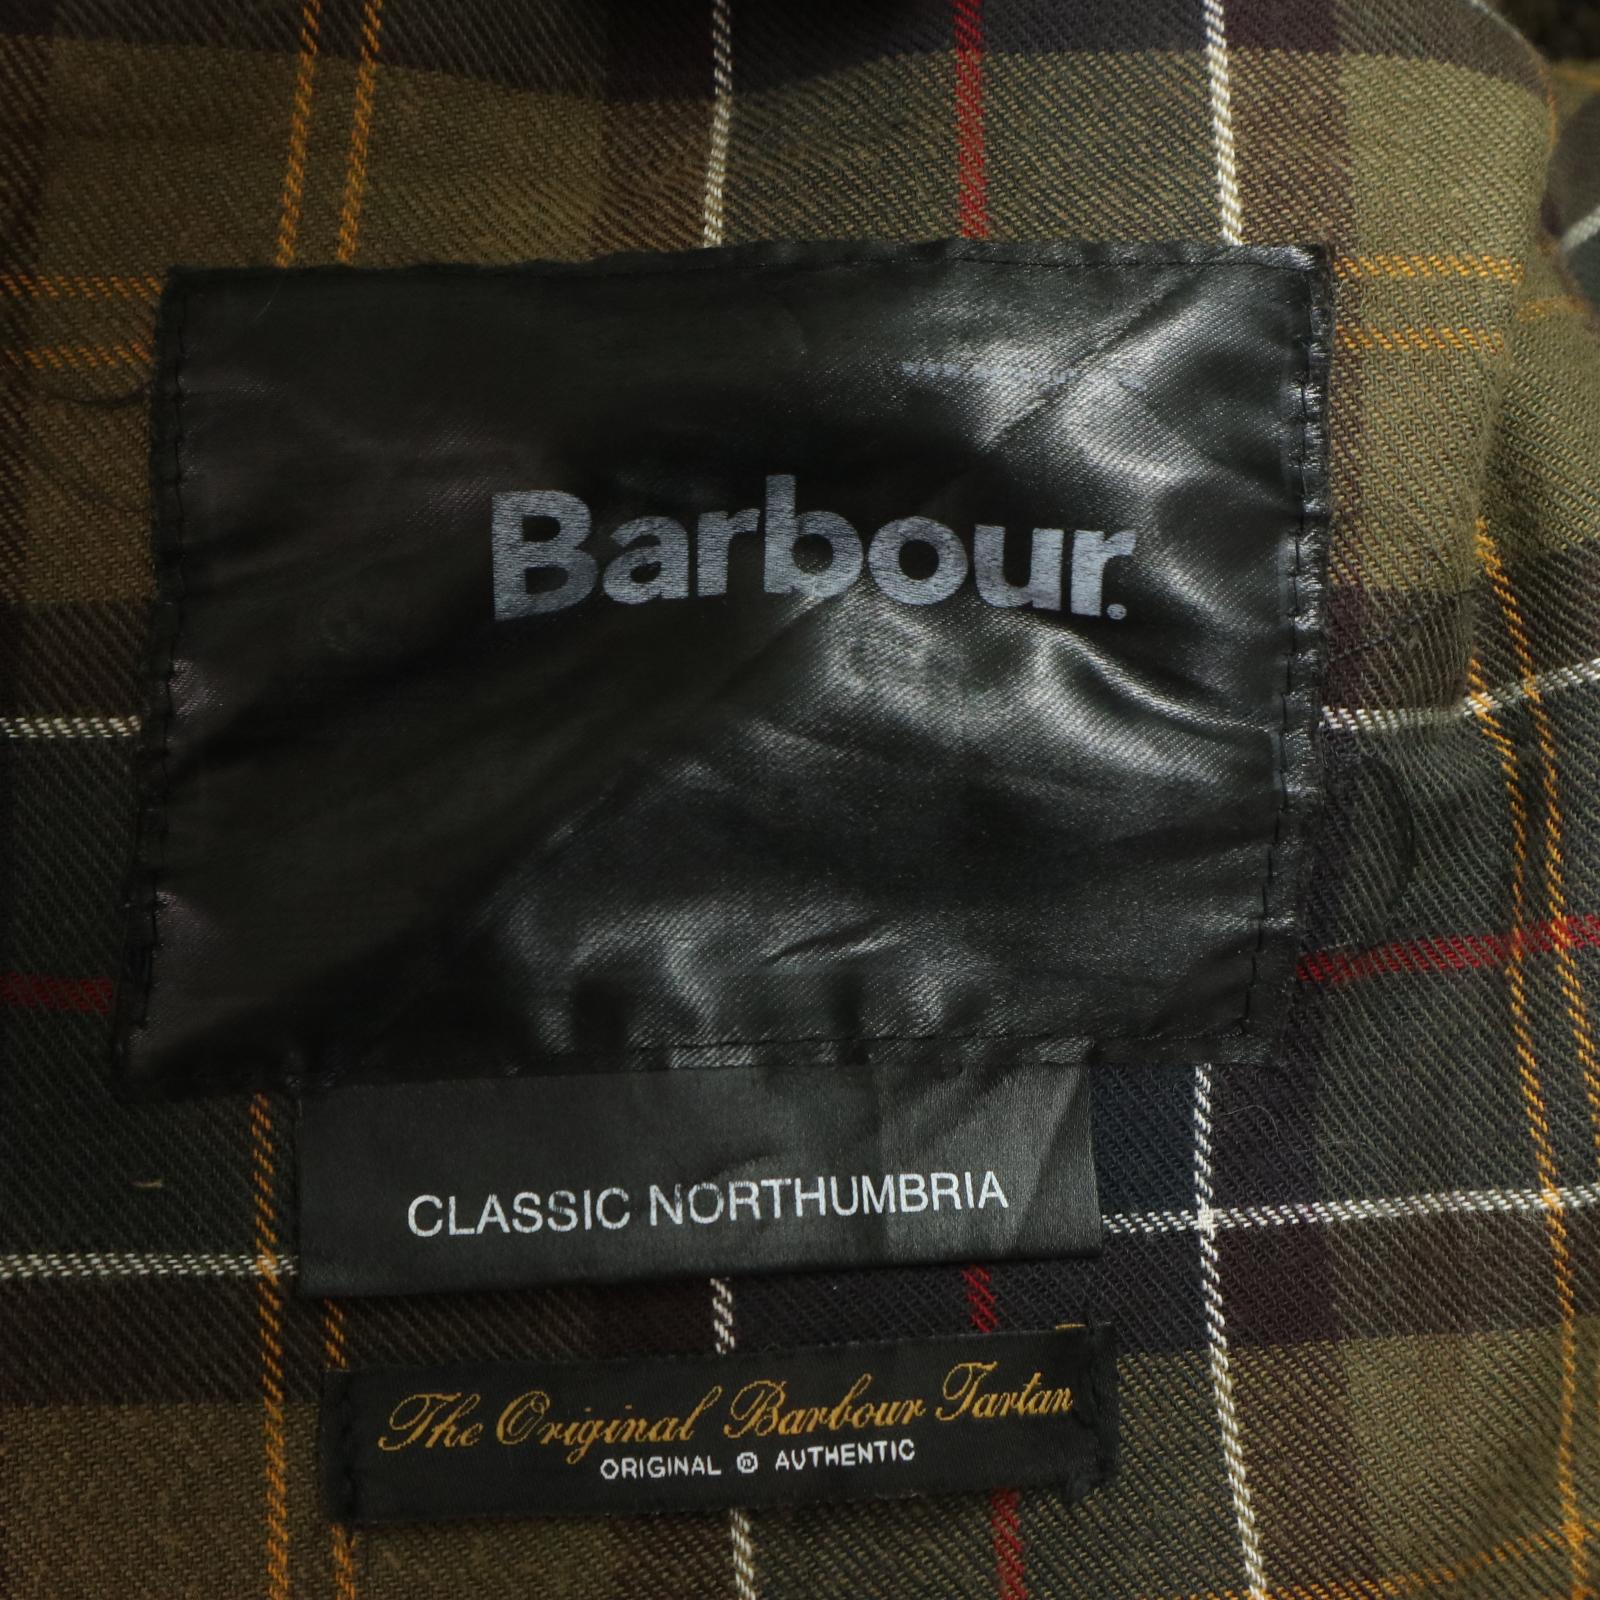 Barbour.
CLASSIC NORTHUMBRIA
The Original Barbour Tartan
ORIGINAL ® AUTHENTIC